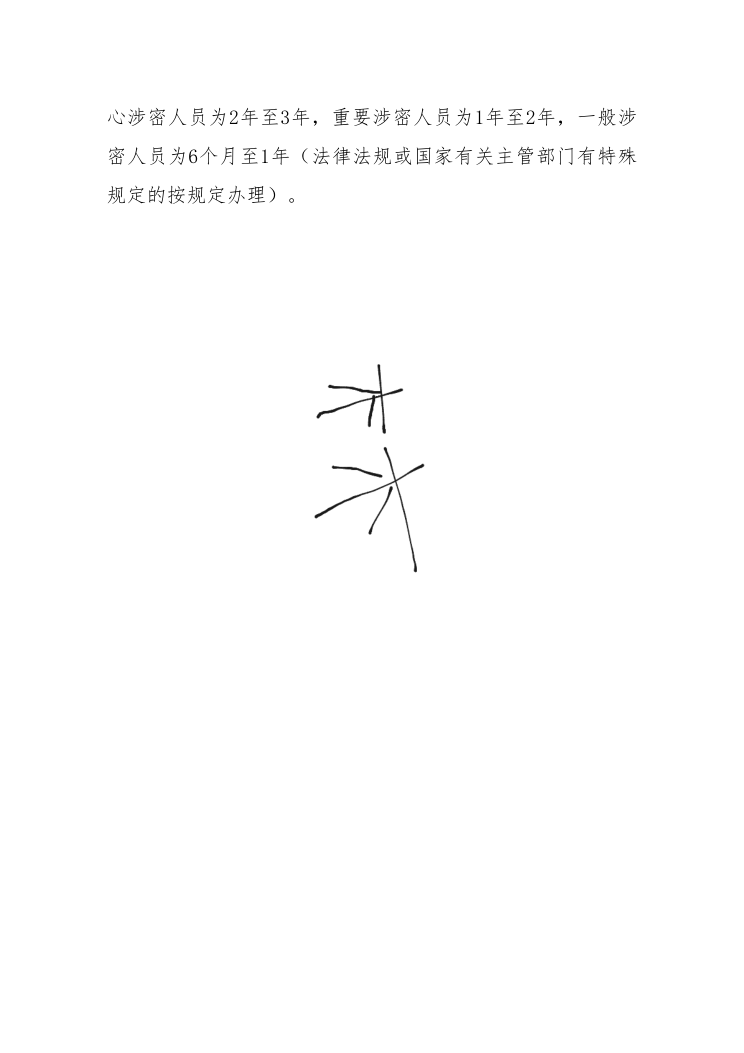 心涉密人员为2年至3年，重要涉密人员为1年至2年，一般涉
密人员为6个月至1年（法律法规或国家有关主管部门有特殊
规定的按规定办理）。